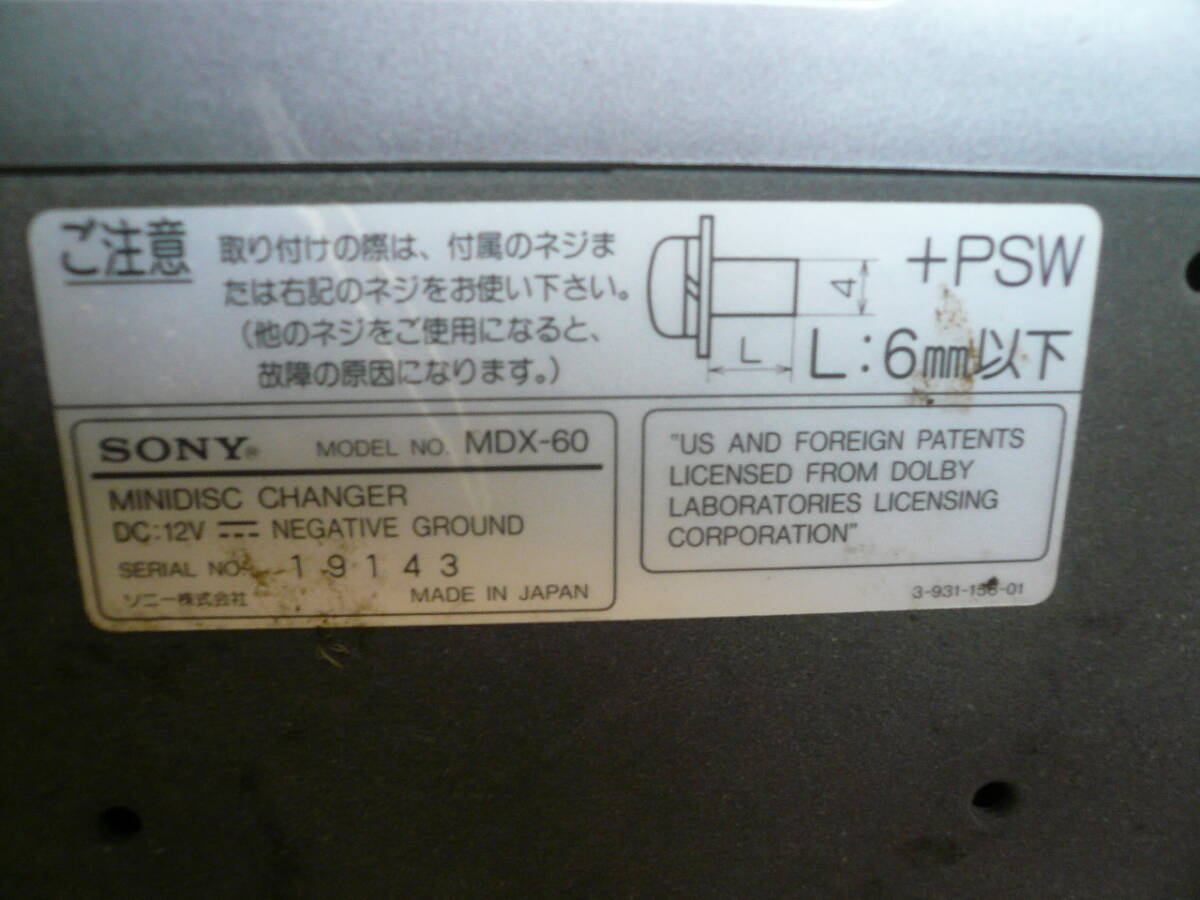 ご注意
取り付けの際は、付属のネジま
たは右記のネジをお使い下さい。
(他のネジをご使用になると、
故障の原因になります。)
4
L
+PSW
L:6mm以下
SONY® MODEL NO. MDX-60
MINIDISC CHANGER
DC:12V ⎓ NEGATIVE GROUND
SERIAL NO. 19143
ソニー株式会社 MADE IN JAPAN
"US AND FOREIGN PATENTS
LICENSED FROM DOLBY
LABORATORIES LICENSING
CORPORATION"
3-931-156-01